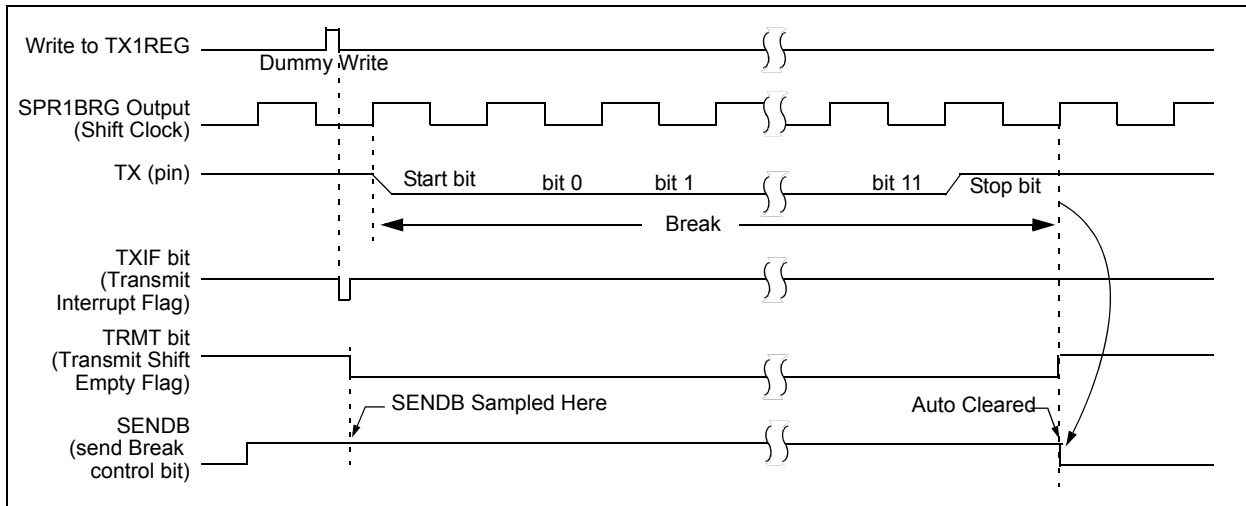 Write to TX1REG
Dummy Write
SPR1BRG Output
(Shift Clock)
TX (pin)
Start bit
bit 0
bit 1
bit 11
Stop bit
Break
TXIF bit
(Transmit
Interrupt Flag)
TRMT bit
(Transmit Shift
Empty Flag)
SENDB Sampled Here
Auto Cleared
SENDB
(send Break
control bit)